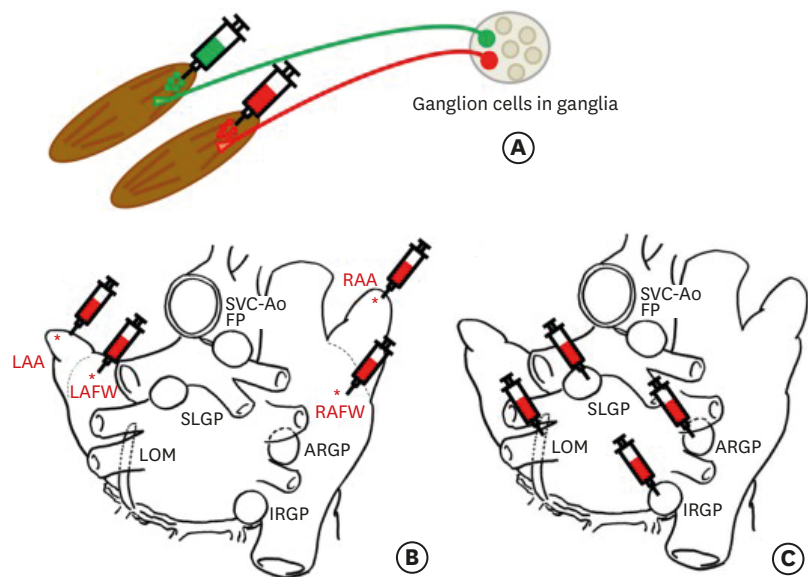 Ganglion cells in ganglia
A
RAA
*
SVC-Ao
FP
*
LAA
*
LAFW
*
RAFW
SLGP
LOM
ARGP
IRGP
B
SVC-Ao
FP
SLGP
LOM
ARGP
IRGP
C